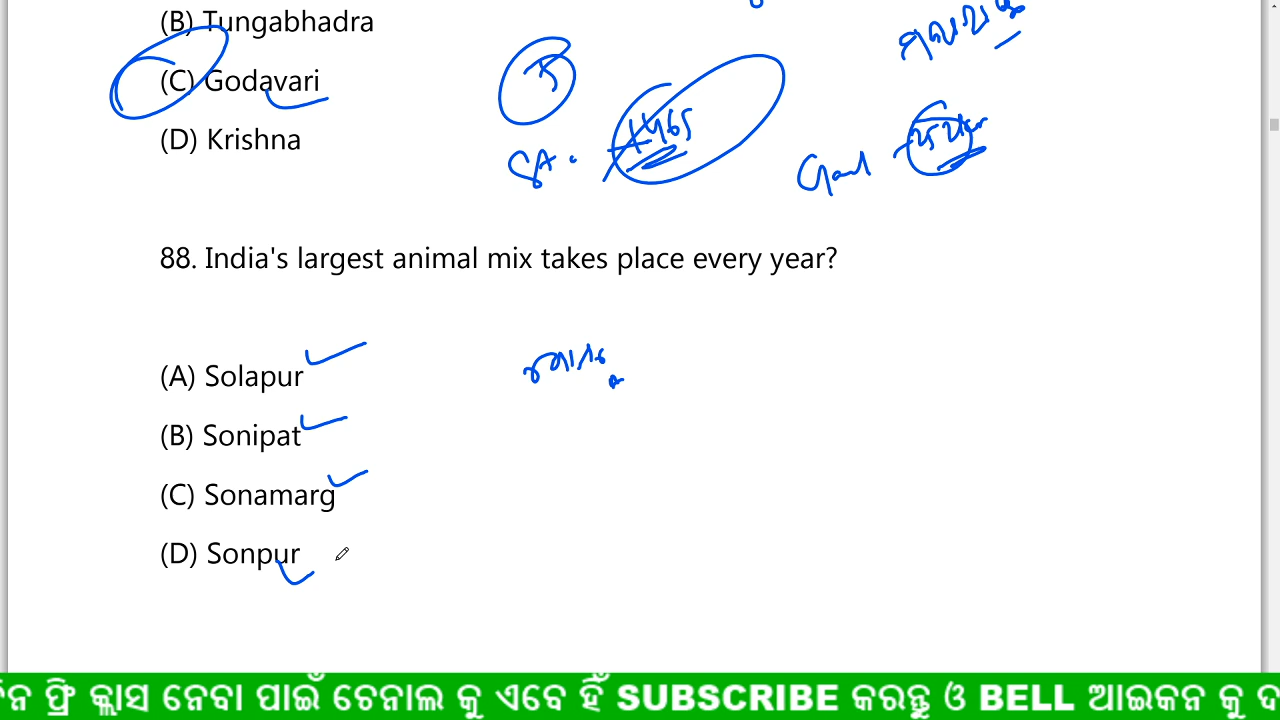 (B) Tungabhadra
(C) Godavari
(D) Krishna
1465
88. India's largest animal mix takes place every year?
(A) Solapur
(B) Sonipat
(C) Sonamarg
(D) Sonpur
ନ ଫ୍ରି କ୍ଲାସ ନେବା ପାଇଁ ଚେନାଲ କୁ ଏବେ ହିଁ SUBSCRIBE କରନ୍ତୁ ଓ BELL ଆଇକନ କୁ ଦ